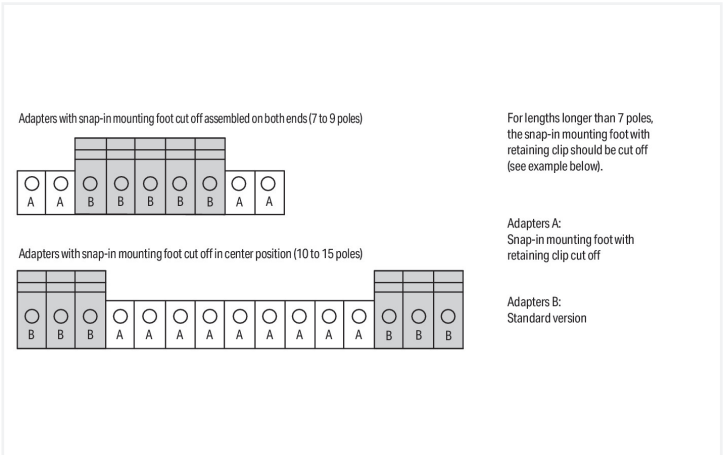 Adapters with snap-in mounting foot cut off assembled on both ends (7 to 9 poles)
A A B B B B B A A
Adapters with snap-in mounting foot cut off in center position (10 to 15 poles)
B B B A A A A A A A A A B B B
For lengths longer than 7 poles,
the snap-in mounting foot with
retaining clip should be cut off
(see example below).
Adapters A:
Snap-in mounting foot with
retaining clip cut off
Adapters B:
Standard version